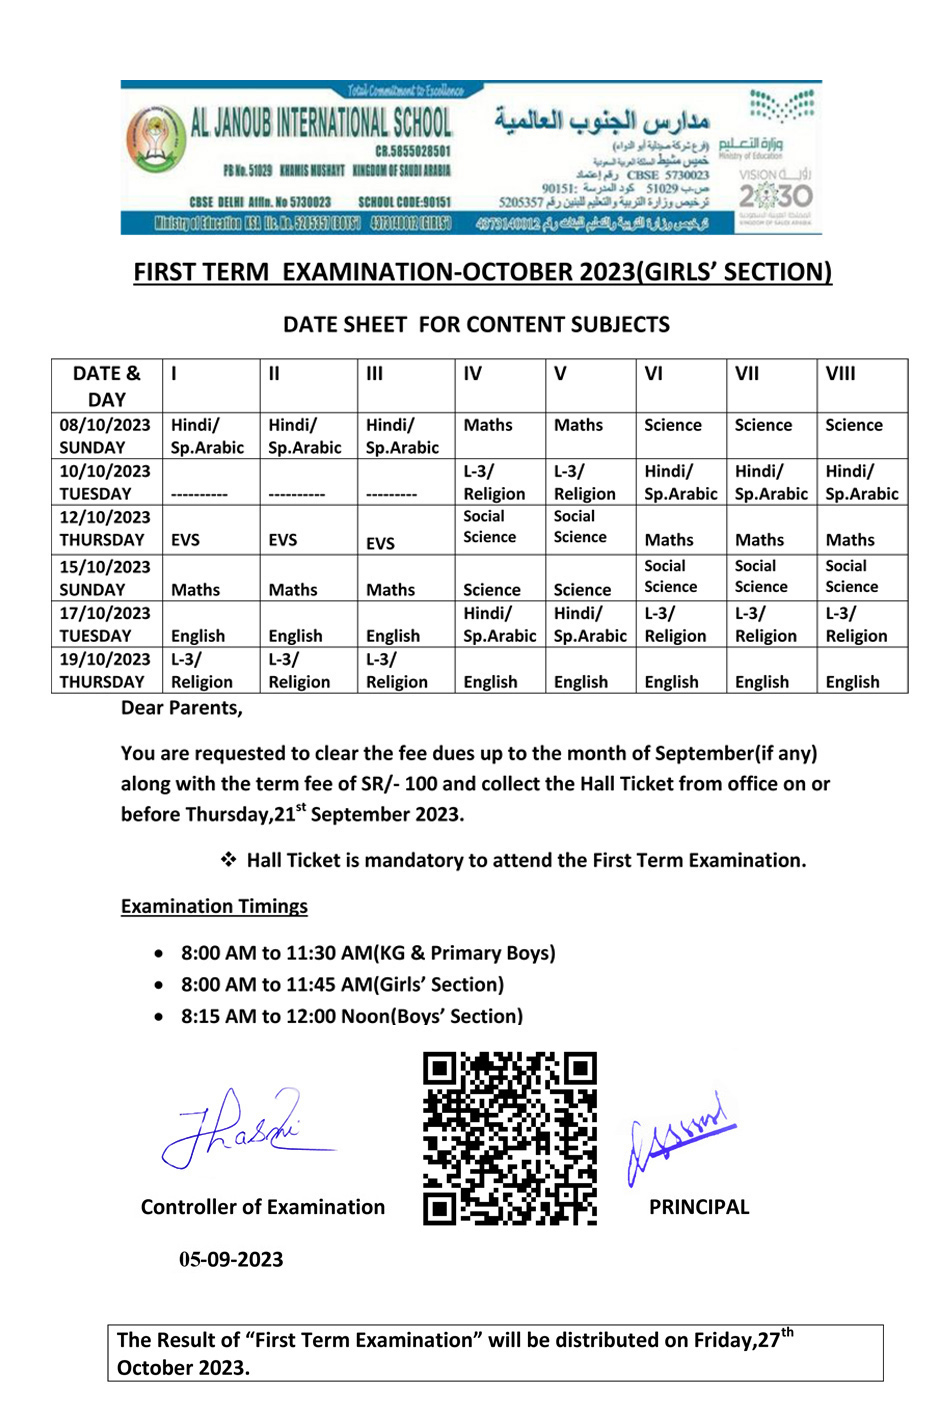 Total Commitment to Excellence
AL JANOUB INTERNATIONAL SCHOOL
CR.5855028501
P.B No. 51029 KHAMIS MUSHAYT KINGDOM OF SAUDI ARABIA
CBSE DELHI Affln. No 5730023 SCHOOL CODE:90151
Ministry of Education KSA Lic. No. 5205357 (BOYS) 4973140012 (GIRLS)
مدارس الجنوب العالمية
(فرع شركة صيتلية أبو الدواء)
خميس مشيط المملكة العربية السعودية
CBSE 5730023 رقم إعتماد
ص.ب 51029 كود المدرسة :90151
ترخيص وزارة التربية والتعليم للبنين رقم 5205357
ترخيص وزارة التربية والتعليم للبنات رقم 4973140012
وزارة التعليم
Ministry of Education
VISION رؤيـــة
2030
المملكة العربية السعودية
KINGDOM OF SAUDI ARABIA
FIRST TERM EXAMINATION-OCTOBER 2023(GIRLS’ SECTION)
DATE SHEET FOR CONTENT SUBJECTS
DATE & DAY I II III IV V VI VII VIII
08/10/2023 SUNDAY Hindi/ Sp.Arabic Hindi/ Sp.Arabic Hindi/ Sp.Arabic Maths Maths Science Science Science
10/10/2023 TUESDAY ---------- ---------- --------- L-3/ Religion L-3/ Religion Hindi/ Sp.Arabic Hindi/ Sp.Arabic Hindi/ Sp.Arabic
12/10/2023 THURSDAY EVS EVS EVS Social Science Social Science Maths Maths Maths
15/10/2023 SUNDAY Maths Maths Maths Science Science Social Science Social Science Social Science
17/10/2023 TUESDAY English English English Hindi/ Sp.Arabic Hindi/ Sp.Arabic L-3/ Religion L-3/ Religion L-3/ Religion
19/10/2023 THURSDAY L-3/ Religion L-3/ Religion L-3/ Religion English English English English English
Dear Parents,
You are requested to clear the fee dues up to the month of September(if any)
along with the term fee of SR/- 100 and collect the Hall Ticket from office on or
before Thursday,21st September 2023.
❖ Hall Ticket is mandatory to attend the First Term Examination.
Examination Timings
• 8:00 AM to 11:30 AM(KG & Primary Boys)
• 8:00 AM to 11:45 AM(Girls’ Section)
• 8:15 AM to 12:00 Noon(Boys’ Section)
Controller of Examination
PRINCIPAL
05-09-2023
The Result of “First Term Examination” will be distributed on Friday,27th
October 2023.